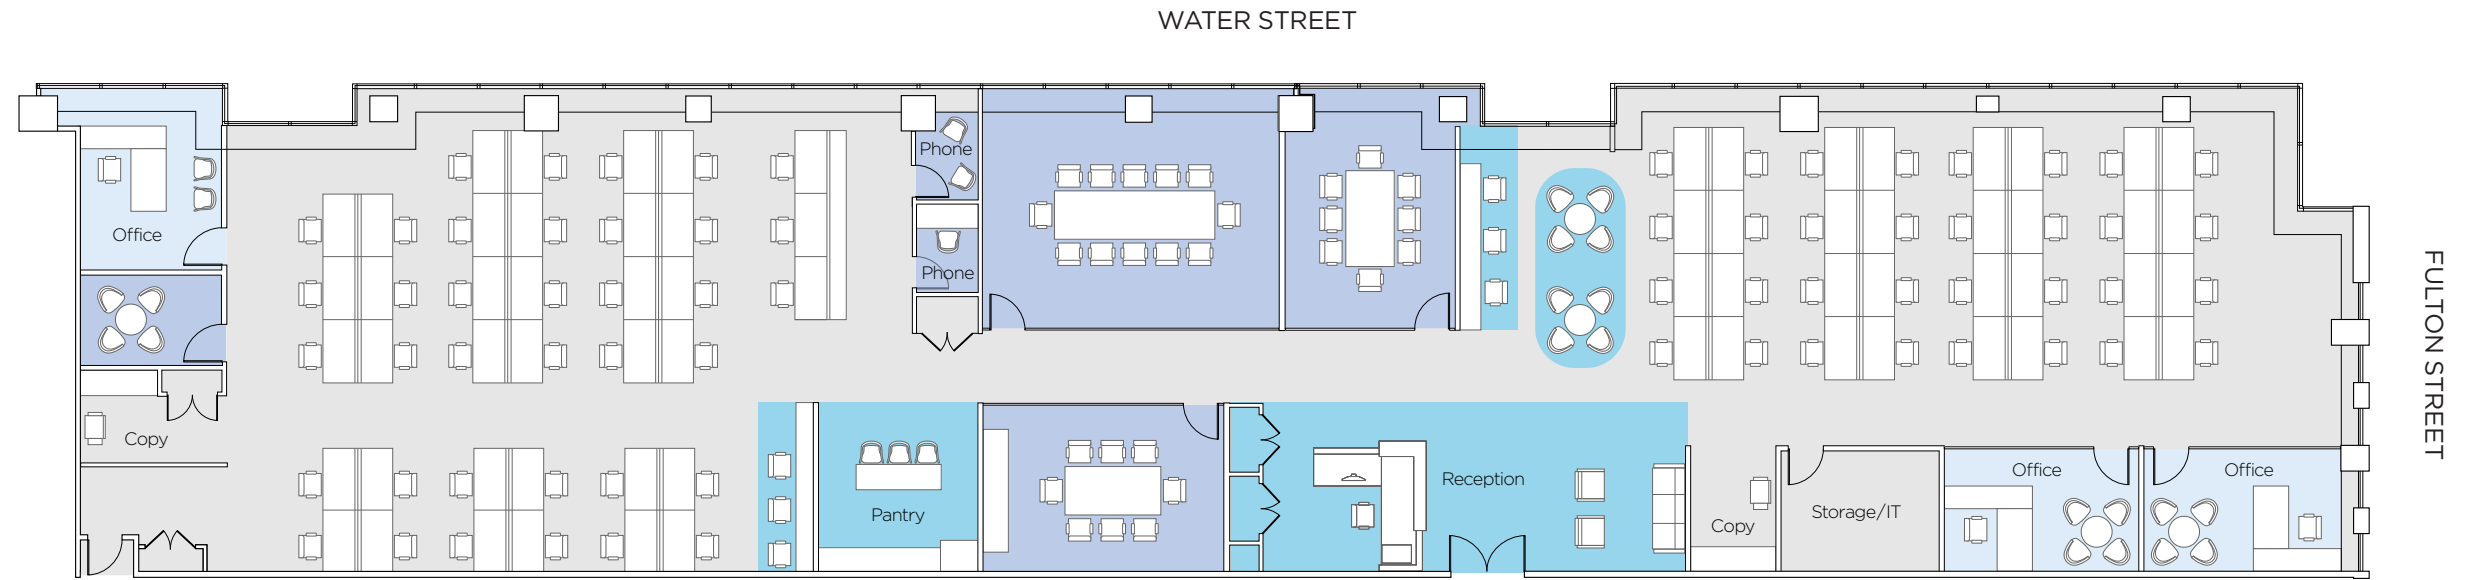 WATER STREET
Phone
Office
Phone
FULTON STREET
Copy
Reception
Office
Office
Pantry
Copy
Storage/IT